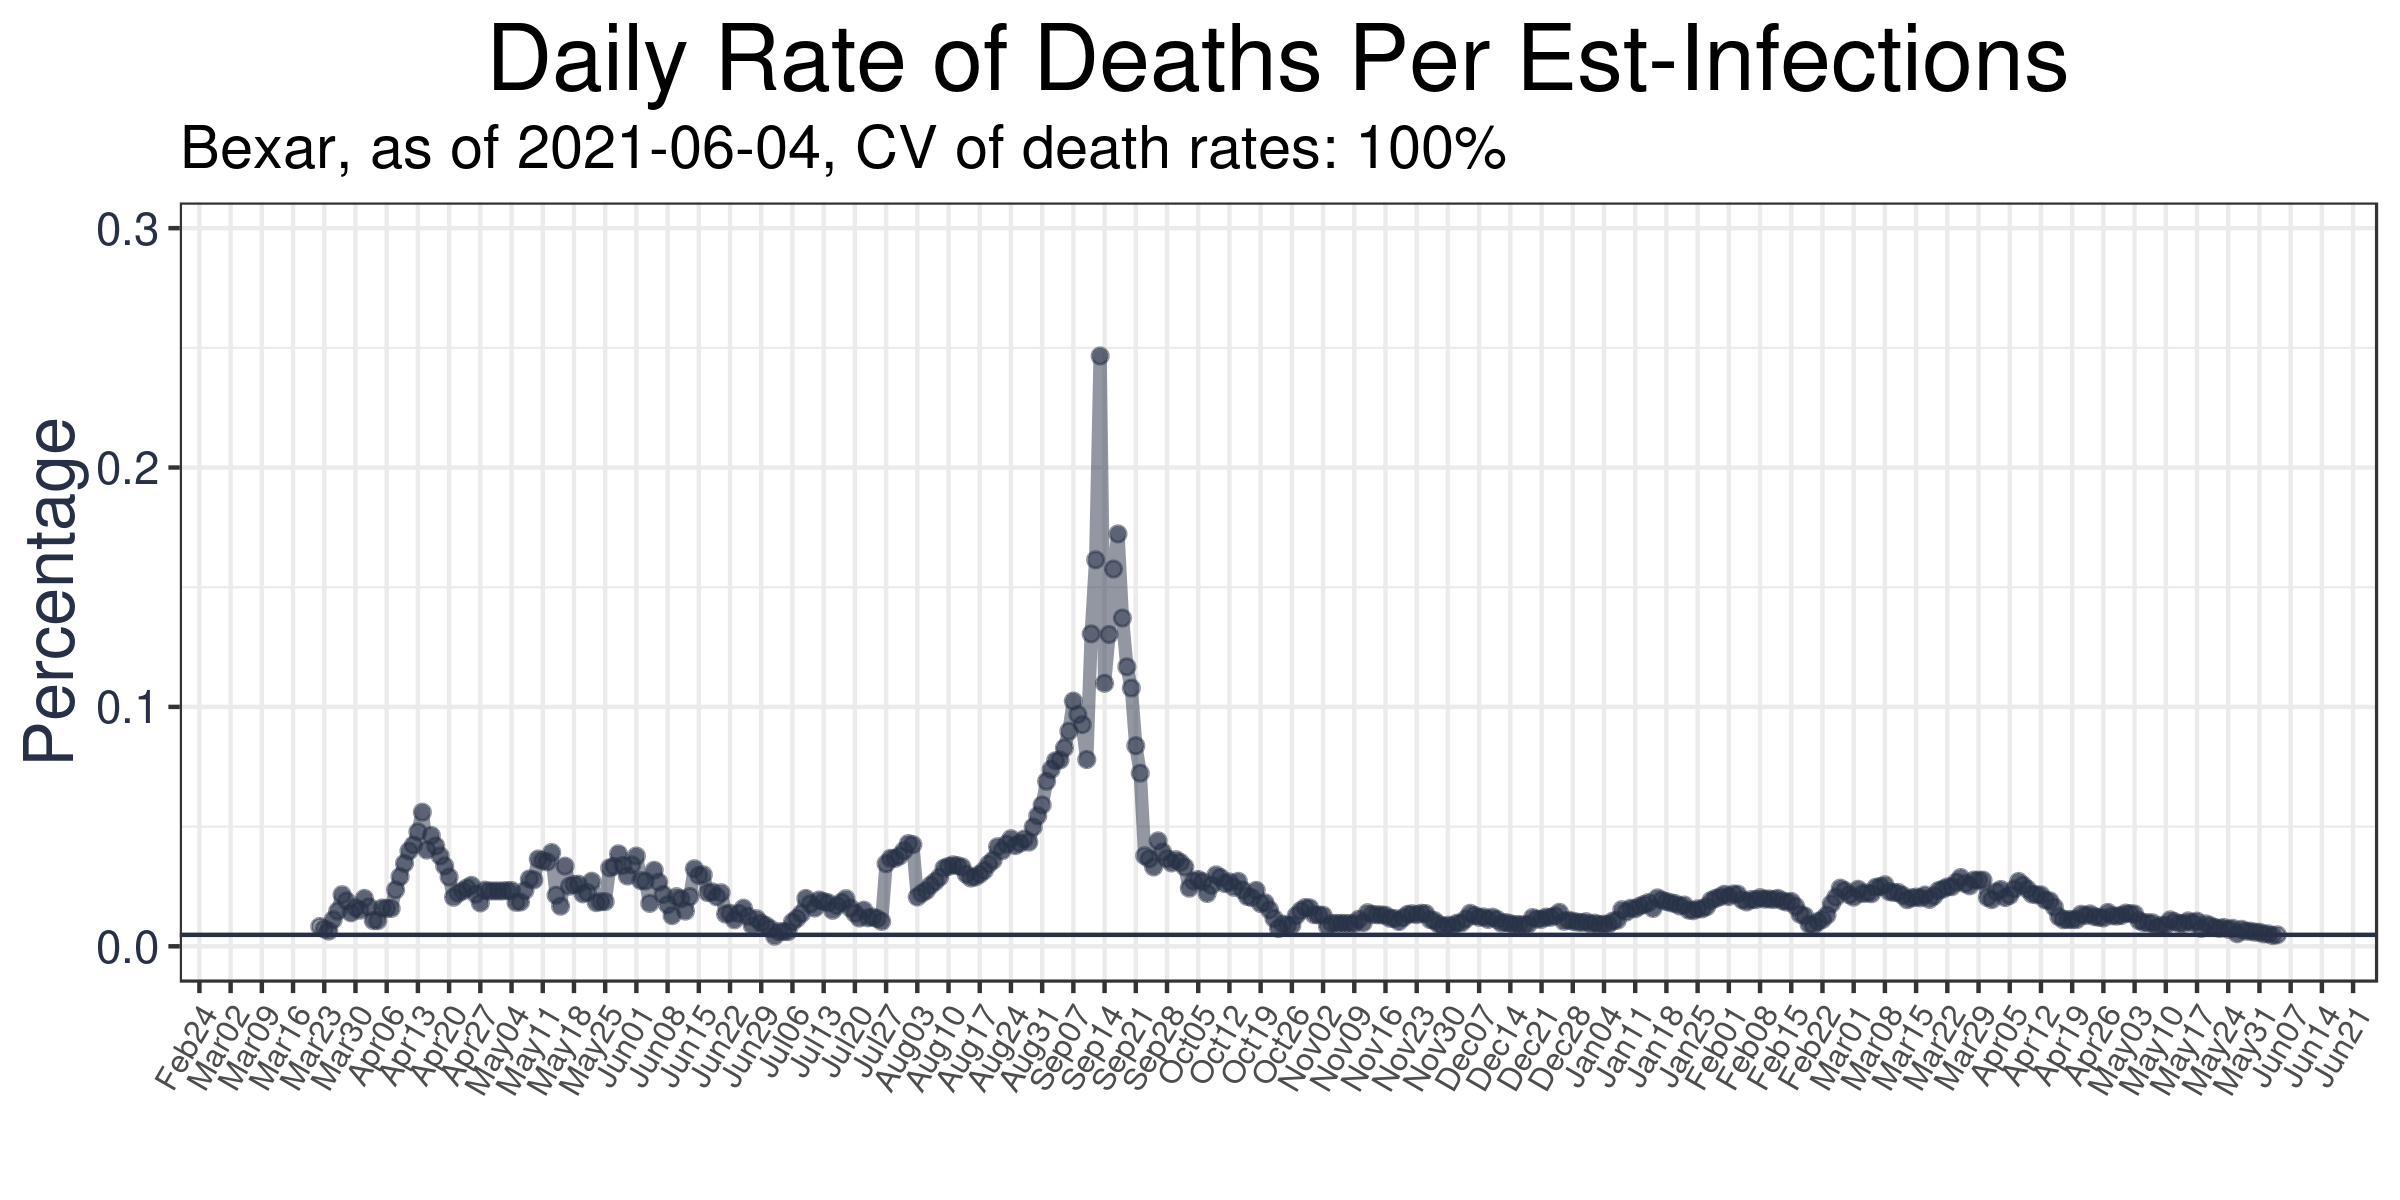 Daily Rate of Deaths Per Est-Infections
Bexar, as of 2021-06-04, CV of death rates: 100%
Percentage
0.3
0.2
0.1
0.0
Feb24
Mar02
Mar09
Mar16
Mar23
Mar30
Apr06
Apr13
Apr20
Apr27
May04
May11
May18
May25
Jun01
Jun08
Jun15
Jun22
Jun29
Jul06
Jul13
Jul20
Jul27
Aug03
Aug10
Aug17
Aug24
Aug31
Sep07
Sep14
Sep21
Sep28
Oct05
Oct12
Oct19
Oct26
Nov02
Nov09
Nov16
Nov23
Nov30
Dec07
Dec14
Dec21
Dec28
Jan04
Jan11
Jan18
Jan25
Feb01
Feb08
Feb15
Feb22
Mar01
Mar08
Mar15
Mar22
Mar29
Apr05
Apr12
Apr19
Apr26
May03
May10
May17
May24
May31
Jun07
Jun14
Jun21